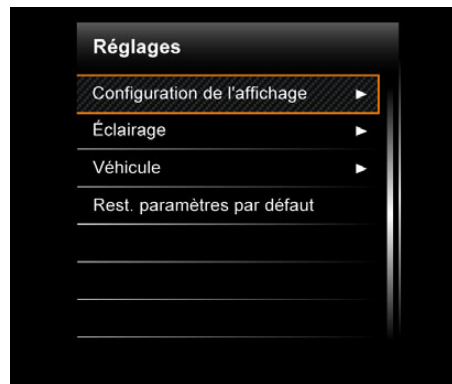 Réglages
Configuration de l'affichage
Éclairage
Véhicule
Rest. paramètres par défaut